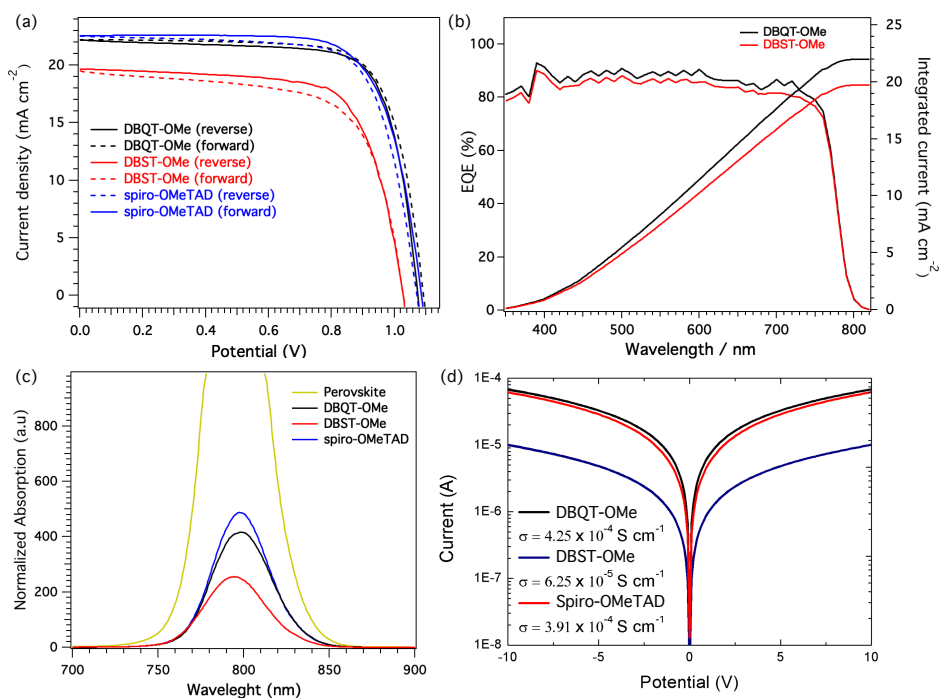 (a)
Current density (mA cm-2)
20
15
10
5
0
DBQT-OMe (reverse)
DBQT-OMe (forward)
DBST-OMe (reverse)
DBST-OMe (forward)
spiro-OMeTAD (reverse)
spiro-OMeTAD (forward)
0.0 0.2 0.4 0.6 0.8 1.0
Potential (V)
(b)
EQE (%)
100
80
60
40
20
0
DBQT-OMe
DBST-OMe
25
20
15
10
5
0
Integrated current (mA cm-2)
400 500 600 700 800
Wavelength / nm
(c)
Normalized Absorption (a.u)
800
600
400
200
0
Perovskite
DBQT-OMe
DBST-OMe
spiro-OMeTAD
700 750 800 850 900
Waveleght (nm)
(d)
Current (A)
1E-4
1E-5
1E-6
1E-7
1E-8
DBQT-OMe
σ = 4.25 x 10-4 S cm-1
DBST-OMe
σ = 6.25 x 10-5 S cm-1
Spiro-OMeTAD
σ = 3.91 x 10-4 S cm-1
-10 -5 0 5 10
Potential (V)